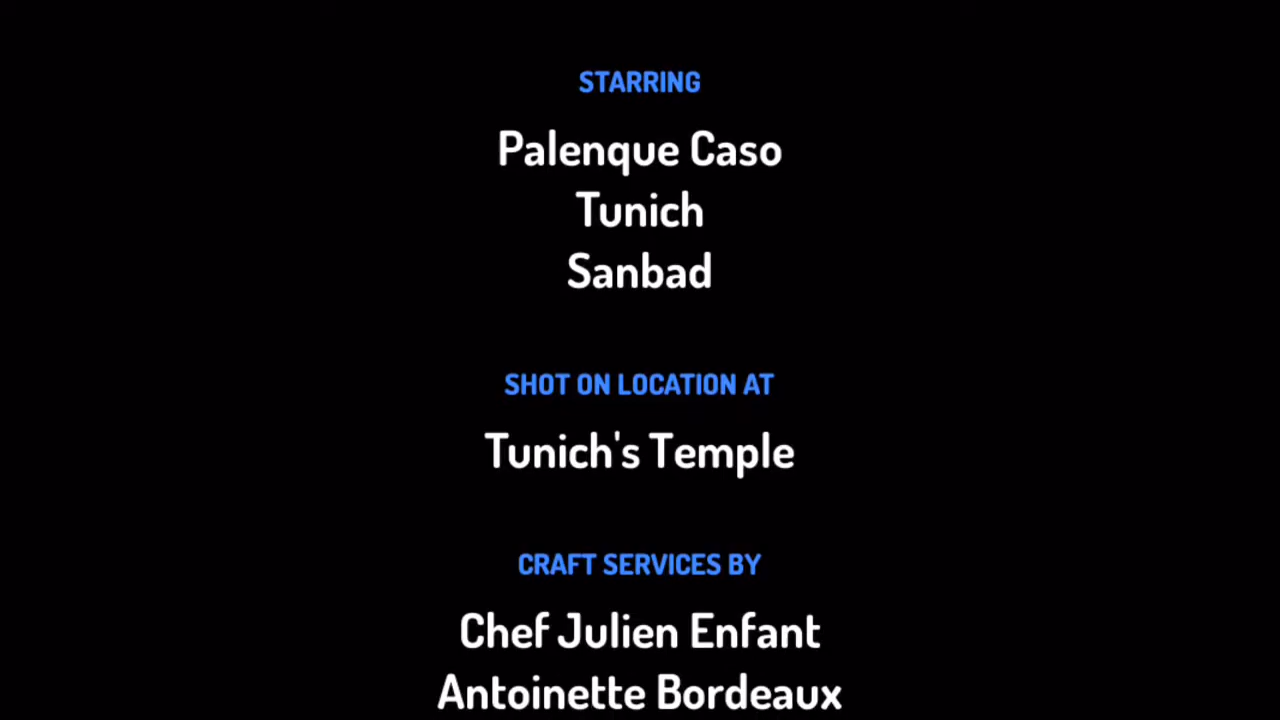 STARRING
Palenque Caso
Tunich
Sanbad
SHOT ON LOCATION AT
Tunich's Temple
CRAFT SERVICES BY
Chef Julien Enfant
Antoinette Bordeaux